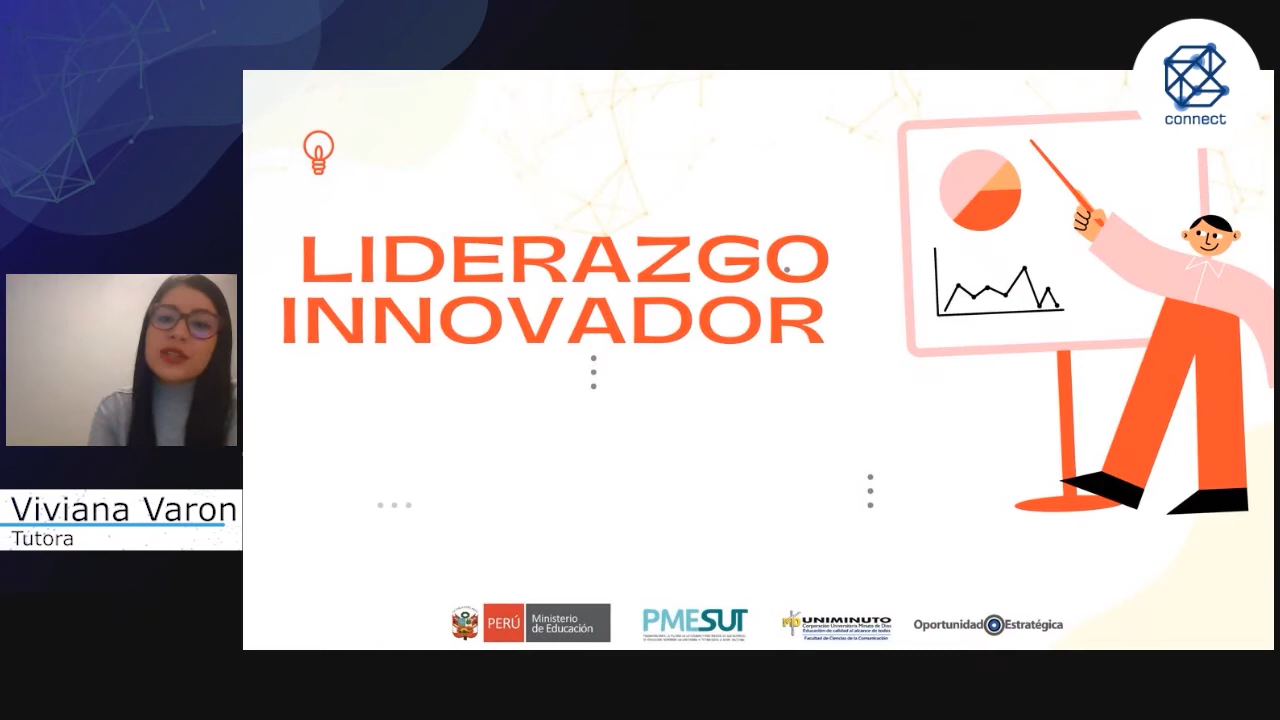 connect
LIDERAZGO
INNOVADOR
Viviana Varon
Tutora
PERÚ
Ministerio
de Educación
PMESUT
UNIMINUTO
Corporación Universitaria Minuto de Dios
Educación de calidad al alcance de todos
Facultad de Ciencias de la Comunicación
Oportunidad Estratégica